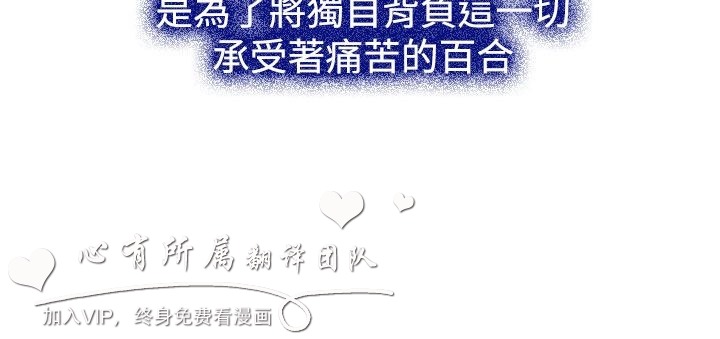 是為了將獨自背負這一切
承受著痛苦的百合
心有所属翻译团队
加入VIP，终身免费看漫画